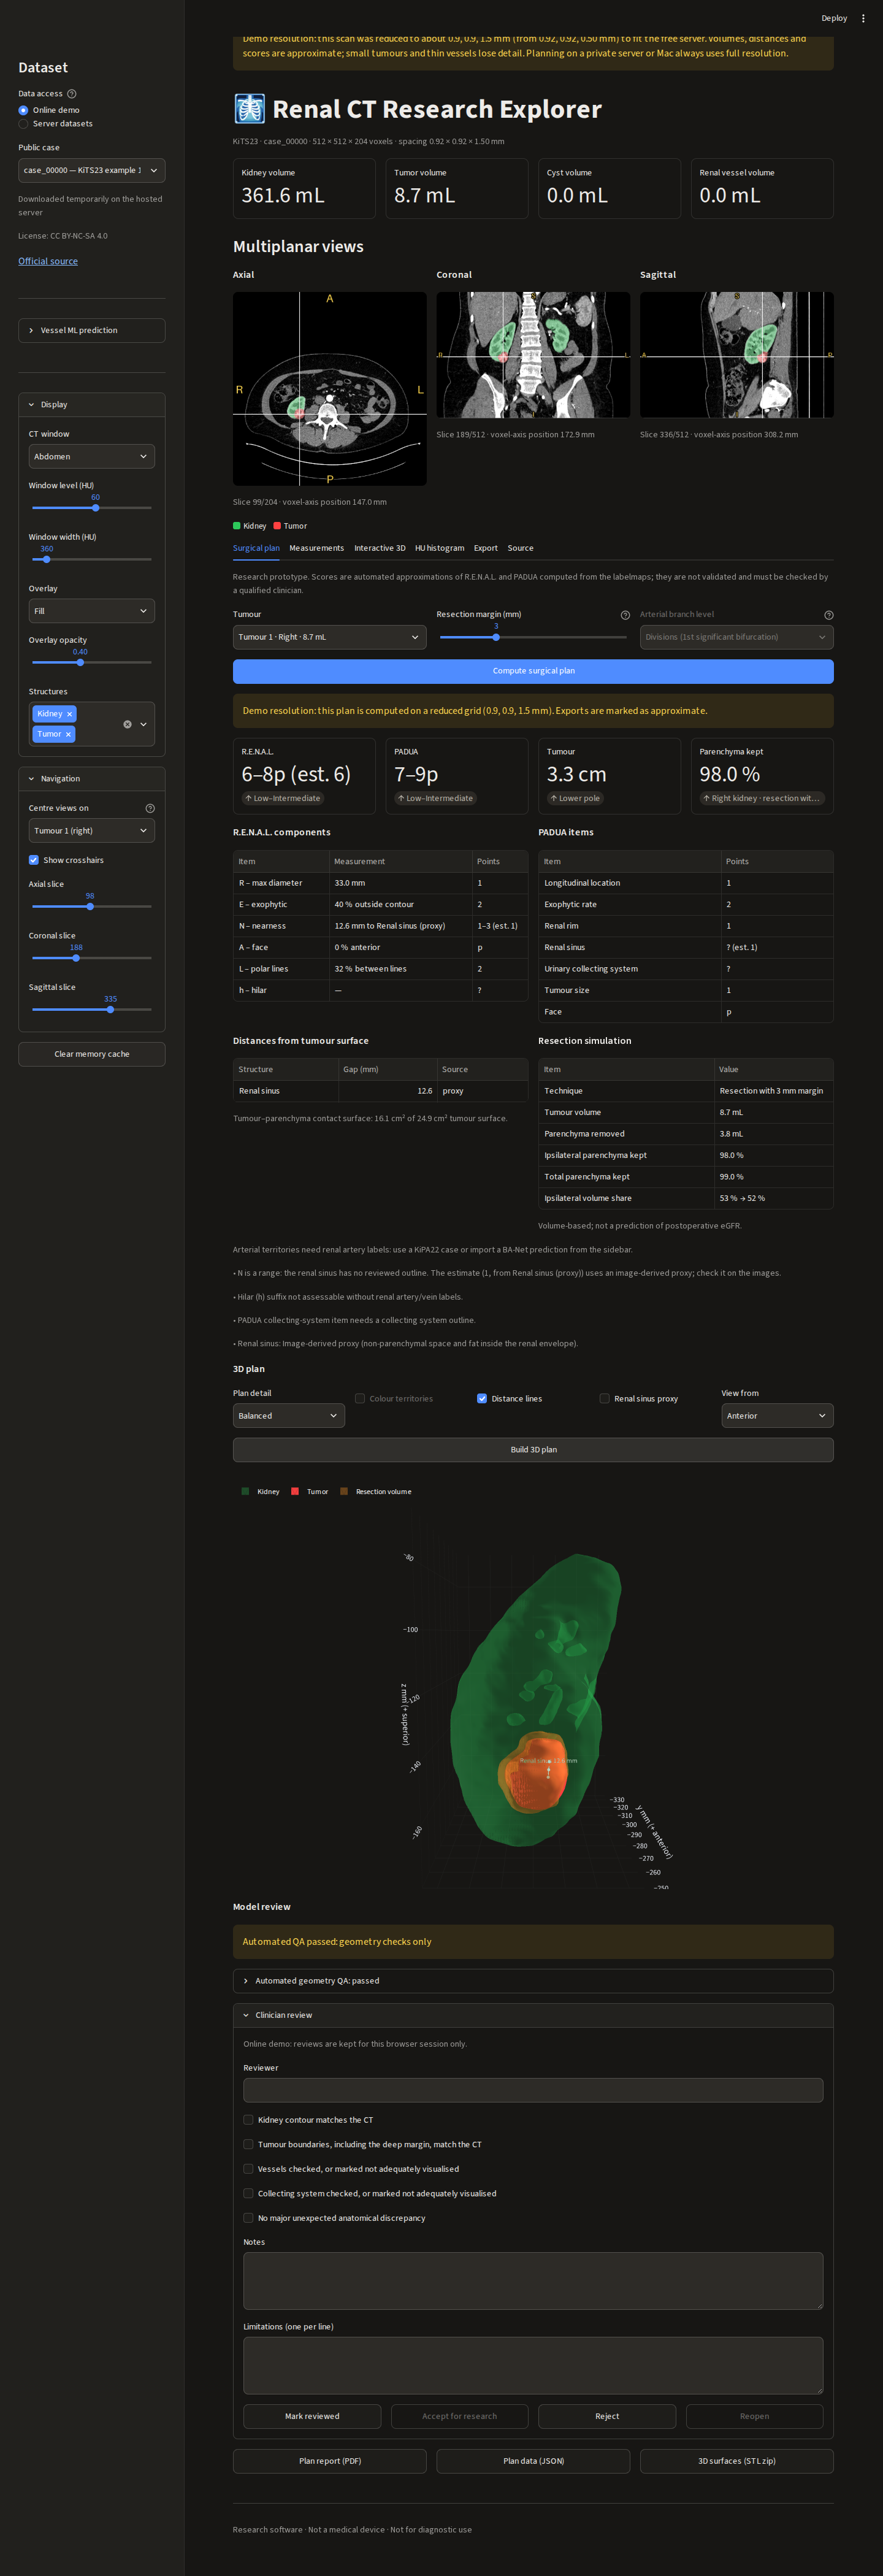 Deploy
Dataset
Data access
Online demo
Server datasets
Public case
case_00000 — KiTS23 example 1
Downloaded temporarily on the hosted
server
License: CC BY-NC-SA 4.0
Official source
Vessel ML prediction
Display
CT window
Abdomen
Window level (HU)
60
Window width (HU)
360
Overlay
Fill
Overlay opacity
0.40
Structures
Kidney
Tumor
Navigation
Centre views on
Tumour 1 (right)
Show crosshairs
Axial slice
98
Coronal slice
188
Sagittal slice
335
Clear memory cache
Demo resolution: this scan was reduced to about 0.9, 0.9, 1.5 mm (from 0.92, 0.92, 0.50 mm) to fit the free server. Volumes, distances and
scores are approximate; small tumours and thin vessels lose detail. Planning on a private server or Mac always uses full resolution.
Renal CT Research Explorer
KiTS23 · case_00000 · 512 × 512 × 204 voxels · spacing 0.92 × 0.92 × 1.50 mm
Kidney volume
361.6 mL
Tumor volume
8.7 mL
Cyst volume
0.0 mL
Renal vessel volume
0.0 mL
Multiplanar views
Axial
Coronal
Sagittal
A
R
L
P
S
R
L
S
A
P
Slice 189/512 · voxel-axis position 172.9 mm
Slice 336/512 · voxel-axis position 308.2 mm
Slice 99/204 · voxel-axis position 147.0 mm
Kidney Tumor
Surgical plan Measurements Interactive 3D HU histogram Export Source
Research prototype. Scores are automated approximations of R.E.N.A.L. and PADUA computed from the labelmaps; they are not validated and must be checked by
a qualified clinician.
Tumour
Tumour 1 · Right · 8.7 mL
Resection margin (mm)
3
Arterial branch level
Divisions (1st significant bifurcation)
Compute surgical plan
Demo resolution: this plan is computed on a reduced grid (0.9, 0.9, 1.5 mm). Exports are marked as approximate.
R.E.N.A.L.
6–8p (est. 6)
↑ Low–Intermediate
PADUA
7–9p
↑ Low–Intermediate
Tumour
3.3 cm
↑ Lower pole
Parenchyma kept
98.0 %
↑ Right kidney · resection wit…
R.E.N.A.L. components
Item Measurement Points
R – max diameter 33.0 mm 1
E – exophytic 40 % outside contour 2
N – nearness 12.6 mm to Renal sinus (proxy) 1–3 (est. 1)
A – face 0 % anterior p
L – polar lines 32 % between lines 2
h – hilar — ?
PADUA items
Item Points
Longitudinal location 1
Exophytic rate 2
Renal rim 1
Renal sinus ? (est. 1)
Urinary collecting system ?
Tumour size 1
Face p
Distances from tumour surface
Structure Gap (mm) Source
Renal sinus 12.6 proxy
Tumour–parenchyma contact surface: 16.1 cm² of 24.9 cm² tumour surface.
Resection simulation
Item Value
Technique Resection with 3 mm margin
Tumour volume 8.7 mL
Parenchyma removed 3.8 mL
Ipsilateral parenchyma kept 98.0 %
Total parenchyma kept 99.0 %
Ipsilateral volume share 53 % → 52 %
Volume-based; not a prediction of postoperative eGFR.
Arterial territories need renal artery labels: use a KiPA22 case or import a BA-Net prediction from the sidebar.
• N is a range: the renal sinus has no reviewed outline. The estimate (1, from Renal sinus (proxy)) uses an image-derived proxy; check it on the images.
• Hilar (h) suffix not assessable without renal artery/vein labels.
• PADUA collecting-system item needs a collecting system outline.
• Renal sinus: Image-derived proxy (non-parenchymal space and fat inside the renal envelope).
3D plan
Plan detail
Balanced
Colour territories
Distance lines
Renal sinus proxy
View from
Anterior
Build 3D plan
Kidney Tumor Resection volume
−80
−100
−120
−140
−160
z mm (+ superior)
Renal sinus 12.6 mm
−330
−320
−310
−300
−290
−280
−270
−260
−250
y mm (+ anterior)
Model review
Automated QA passed: geometry checks only
Automated geometry QA: passed
Clinician review
Online demo: reviews are kept for this browser session only.
Reviewer
Kidney contour matches the CT
Tumour boundaries, including the deep margin, match the CT
Vessels checked, or marked not adequately visualised
Collecting system checked, or marked not adequately visualised
No major unexpected anatomical discrepancy
Notes
Limitations (one per line)
Mark reviewed
Accept for research
Reject
Reopen
Plan report (PDF)
Plan data (JSON)
3D surfaces (STL zip)
Research software · Not a medical device · Not for diagnostic use